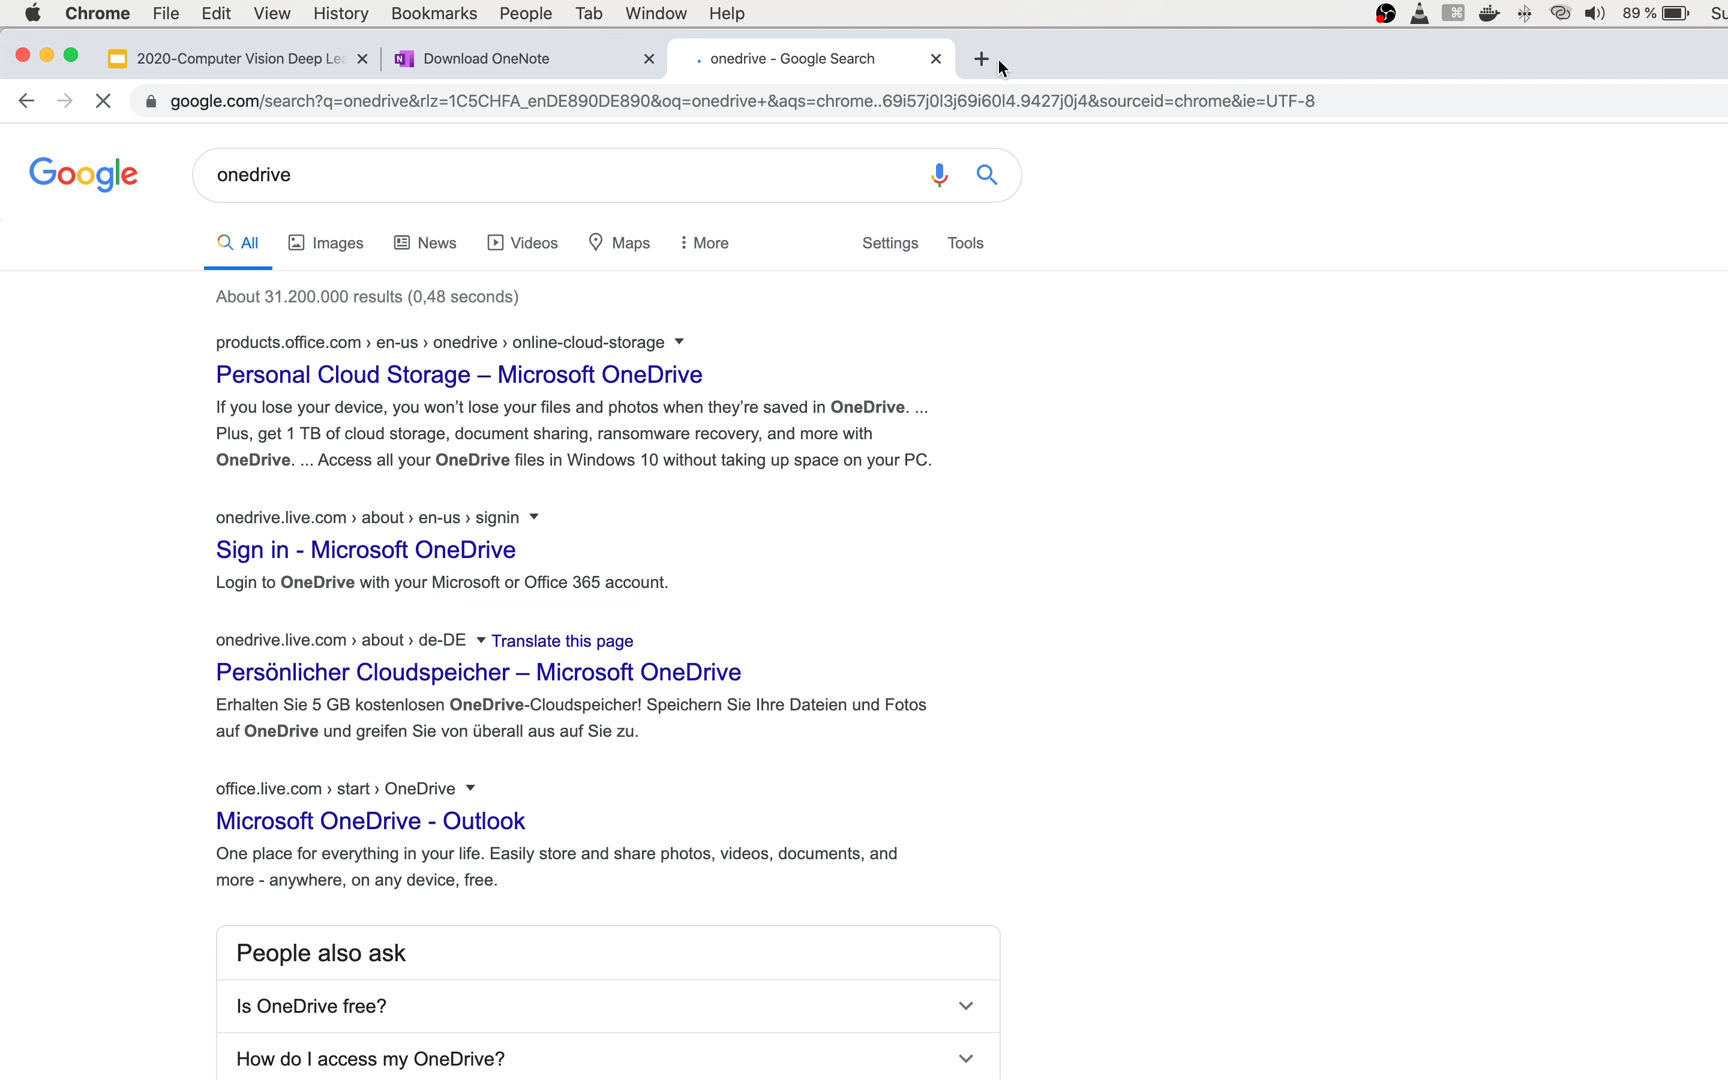 Chrome File Edit View History Bookmarks People Tab Window Help 89 %
2020-Computer Vision Deep Download OneNote onedrive - Google Search
google.com/search?q=onedrive&rlz=1C5CHFA_enDE890DE890&oq=onedrive+&aqs=chrome..69i57j0l3j69i60l4.9427j0j4&sourceid=chrome&ie=UTF-8
Google onedrive
All Images News Videos Maps More Settings Tools
About 31.200.000 results (0,48 seconds)
products.office.com › en-us › onedrive › online-cloud-storage
Personal Cloud Storage – Microsoft OneDrive
If you lose your device, you won't lose your files and photos when they're saved in OneDrive. ...
Plus, get 1 TB of cloud storage, document sharing, ransomware recovery, and more with
OneDrive. ... Access all your OneDrive files in Windows 10 without taking up space on your PC.
onedrive.live.com › about › en-us › signin
Sign in - Microsoft OneDrive
Login to OneDrive with your Microsoft or Office 365 account.
onedrive.live.com › about › de-DE Translate this page
Persönlicher Cloudspeicher – Microsoft OneDrive
Erhalten Sie 5 GB kostenlosen OneDrive-Cloudspeicher! Speichern Sie Ihre Dateien und Fotos
auf OneDrive und greifen Sie von überall aus auf Sie zu.
office.live.com › start › OneDrive
Microsoft OneDrive - Outlook
One place for everything in your life. Easily store and share photos, videos, documents, and
more - anywhere, on any device, free.
People also ask
Is OneDrive free?
How do I access my OneDrive?